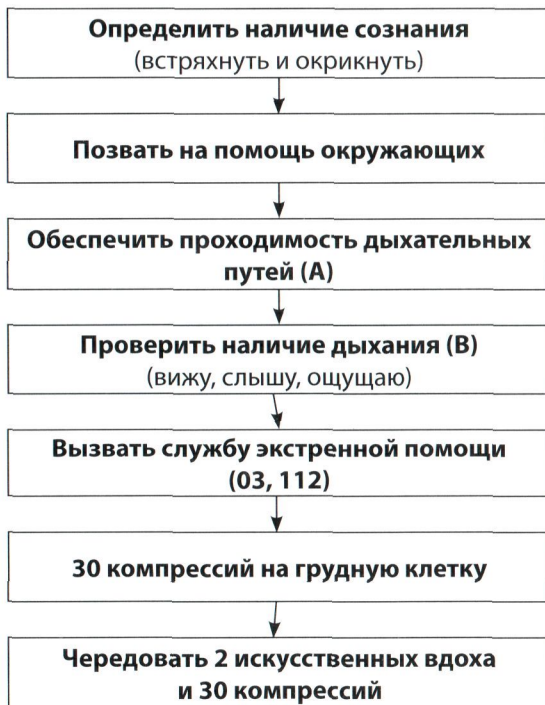 Определить наличие сознания
(встряхнуть и окрикнуть)
Позвать на помощь окружающих
Обеспечить проходимость дыхательных
путей (А)
Проверить наличие дыхания (В)
(вижу, слышу, ощущаю)
Вызвать службу экстренной помощи
(03, 112)
30 компрессий на грудную клетку
Чередовать 2 искусственных вдоха
и 30 компрессий